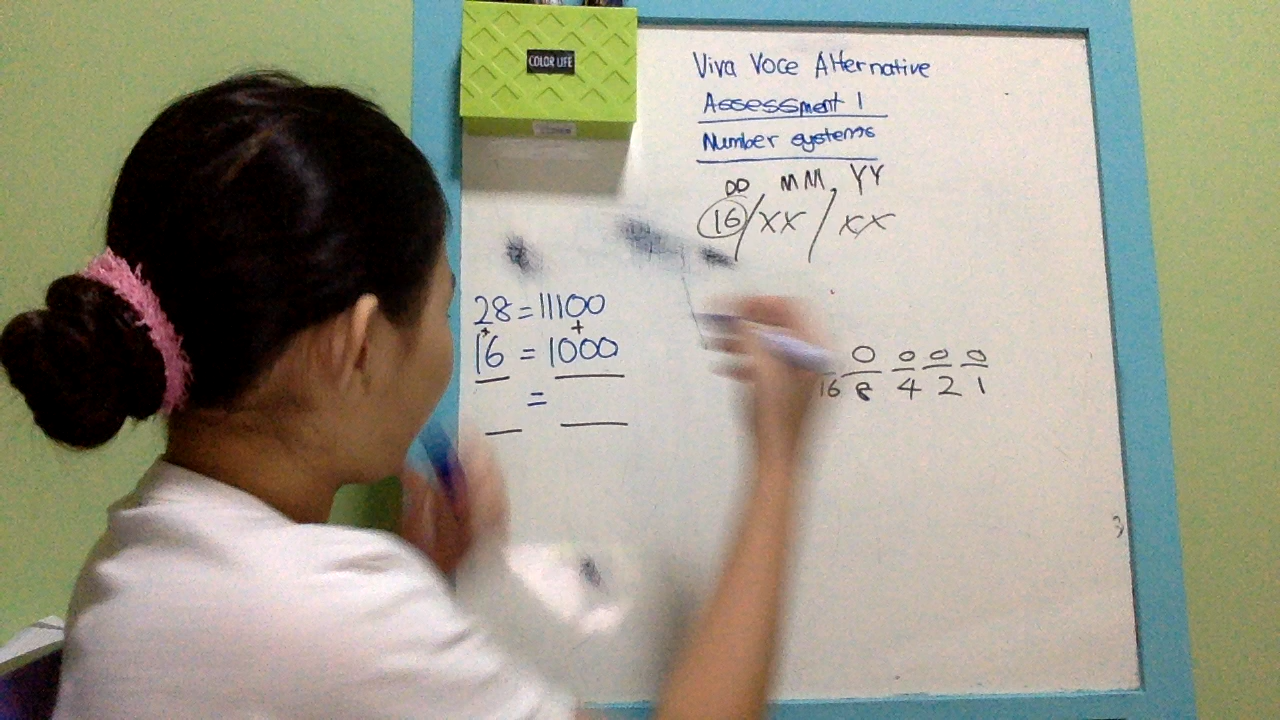 COLOR LIFE
Viva Voce Alternative
Assessment 1
Number systems
DD, MM, YY
16/XX/XX
28=11100
+ +
16 = 1000
=
0 0 0 0
16 8 4 2 1